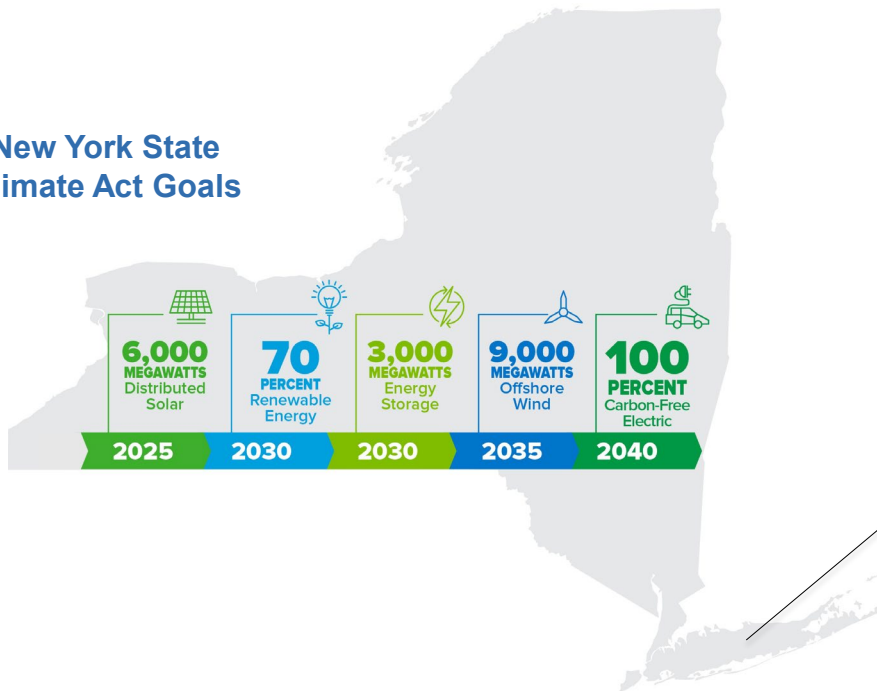 New York State
imate Act Goals
6,000
MEGAWATTS
Distributed
Solar
2025
70
PERCENT
Renewable
Energy
2030
3,000
MEGAWATTS
Energy
Storage
2030
9,000
MEGAWATTS
Offshore
Wind
2035
100
PERCENT
Carbon-Free
Electric
2040